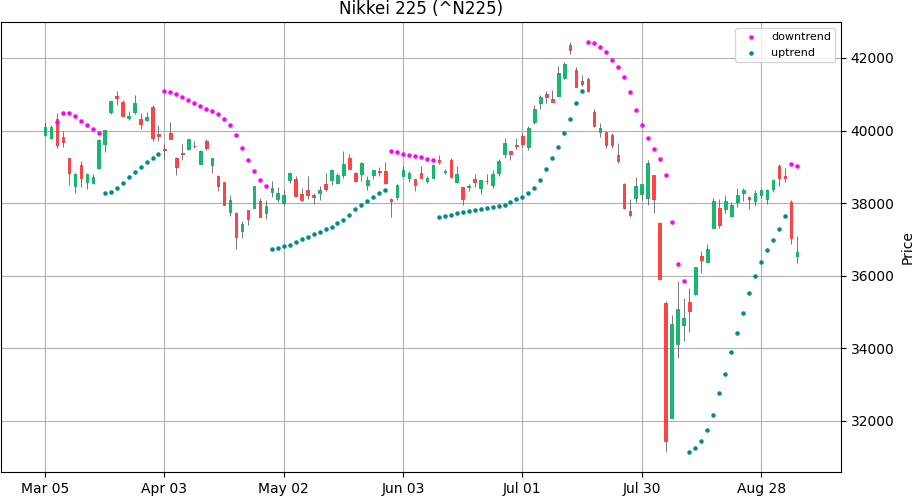 Nikkei 225 (^N225)
downtrend
uptrend
42000
40000
38000
36000
34000
32000
Price
Mar 05
Apr 03
May 02
Jun 03
Jul 01
Jul 30
Aug 28